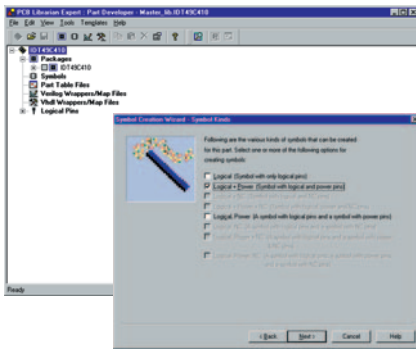 PCB Librarian Expert : Part Developer - Master_lib.IDT49C410
File Edit View Tools Templates Help
IDT49C410
Packages
IDT49C410
Symbols
Part Table Files
Verilog Wrappers/Map Files
Vhdl Wrappers/Map Files
Logical Pins
Ready
Symbol Creation Wizard - Symbol Kinds
Following are the various kinds of symbols that can be created
for this part. Select one or more of the following options for
creating symbols:
Logical (Symbol with only logical pins)
Logical + Power (Symbol with logical and power pins)
Logical, Power (A symbol with logical pins and a symbol with power pins)
< Back Next > Cancel Help